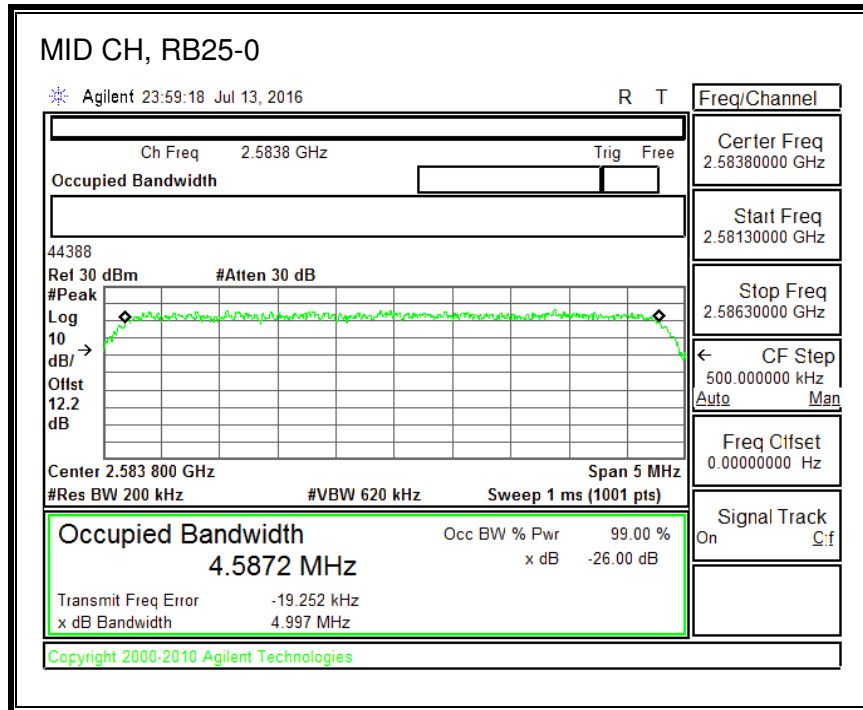 MID CH, RB25-0
Agilent 23:59:18 Jul 13, 2016 R T
Freq/Channel
Ch Freq 2.5838 GHz Trig Free
Occupied Bandwidth
Center Freq
2.58380000 GHz
Start Freq
2.58130000 GHz
Stop Freq
2.58630000 GHz
CF Step
500.000000 kHz
Auto Man
Freq Offset
0.00000000 Hz
Signal Track
On Off
44388
Ref 30 dBm #Atten 30 dB
#Peak
Log
10
dB/
Offst
12.2
dB
Center 2.583 800 GHz Span 5 MHz
#Res BW 200 kHz #VBW 620 kHz Sweep 1 ms (1001 pts)
Occupied Bandwidth
4.5872 MHz
Occ BW % Pwr 99.00 %
x dB -26.00 dB
Transmit Freq Error -19.252 kHz
x dB Bandwidth 4.997 MHz
Copyright 2000-2010 Agilent Technologies